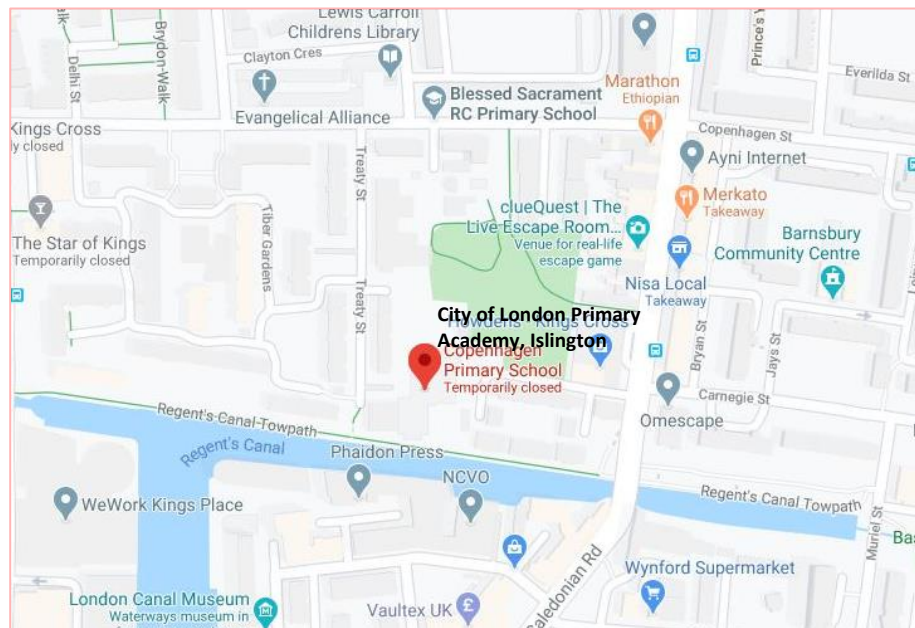 Lewis Carroll
Childrens Library
Clayton Cres
Brydon-Walk
Delhi St
Evangelical Alliance
Blessed Sacrament
RC Primary School
Marathon
Ethiopian
Everilda St
Copenhagen St
Kings Cross
Ayni Internet
Treaty St
Merkato
Takeaway
clueQuest | The
Live Escape Room...
Venue for real-life
escape game
Tiber Gardens
The Star of Kings
Temporarily closed
Barnsbury
Community Centre
Nisa Local
Takeaway
Treaty St
City of London Primary
Academy, Islington
Kings Cross
Copenhagen
Primary School
Temporarily closed
Bryan St
Jays St
Carnegie St
Omescape
Regent's Canal Towpath
Regent's Canal
Phaidon Press
NCVO
WeWork Kings Place
Regent's Canal Towpath
Muriel St
Caledonian Rd
Wynford Supermarket
London Canal Museum
Waterways museum in
Vaultex UK